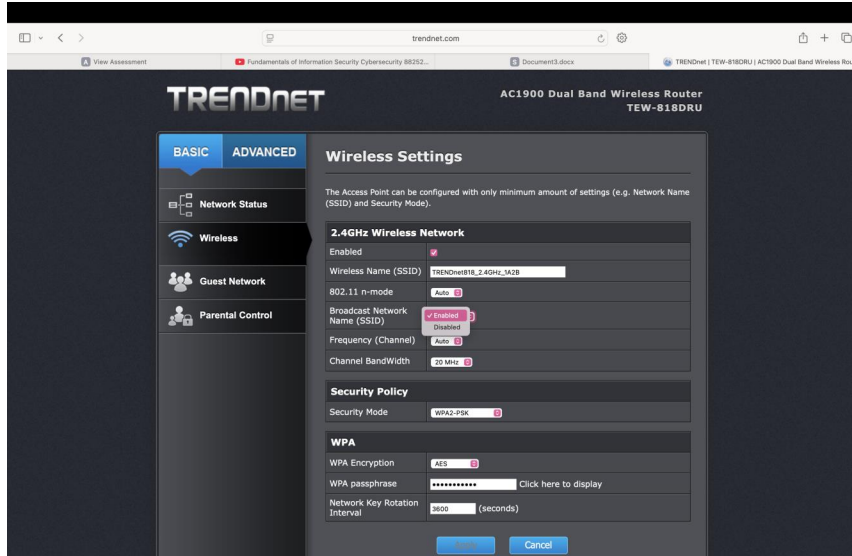 trendnet.com
View Assessment
Fundamentals of Information Security Cybersecurity 88252...
Document3.docx
TRENDnet | TEW-818DRU | AC1900 Dual Band Wireless Rou
TRENDNET
AC1900 Dual Band Wireless Router
TEW-818DRU
BASIC
ADVANCED
Network Status
Wireless
Guest Network
Parental Control
Wireless Settings
The Access Point can be configured with only minimum amount of settings (e.g. Network Name
(SSID) and Security Mode).
2.4GHz Wireless Network
Enabled
Wireless Name (SSID) TRENDnet818_2.4GHz_1A2B
802.11 n-mode Auto
Broadcast Network
Name (SSID)
✓ Enabled
Disabled
Frequency (Channel) Auto
Channel BandWidth 20 MHz
Security Policy
Security Mode WPA2-PSK
WPA
WPA Encryption AES
WPA passphrase ••••••••••• Click here to display
Network Key Rotation
Interval
3600 (seconds)
Cancel